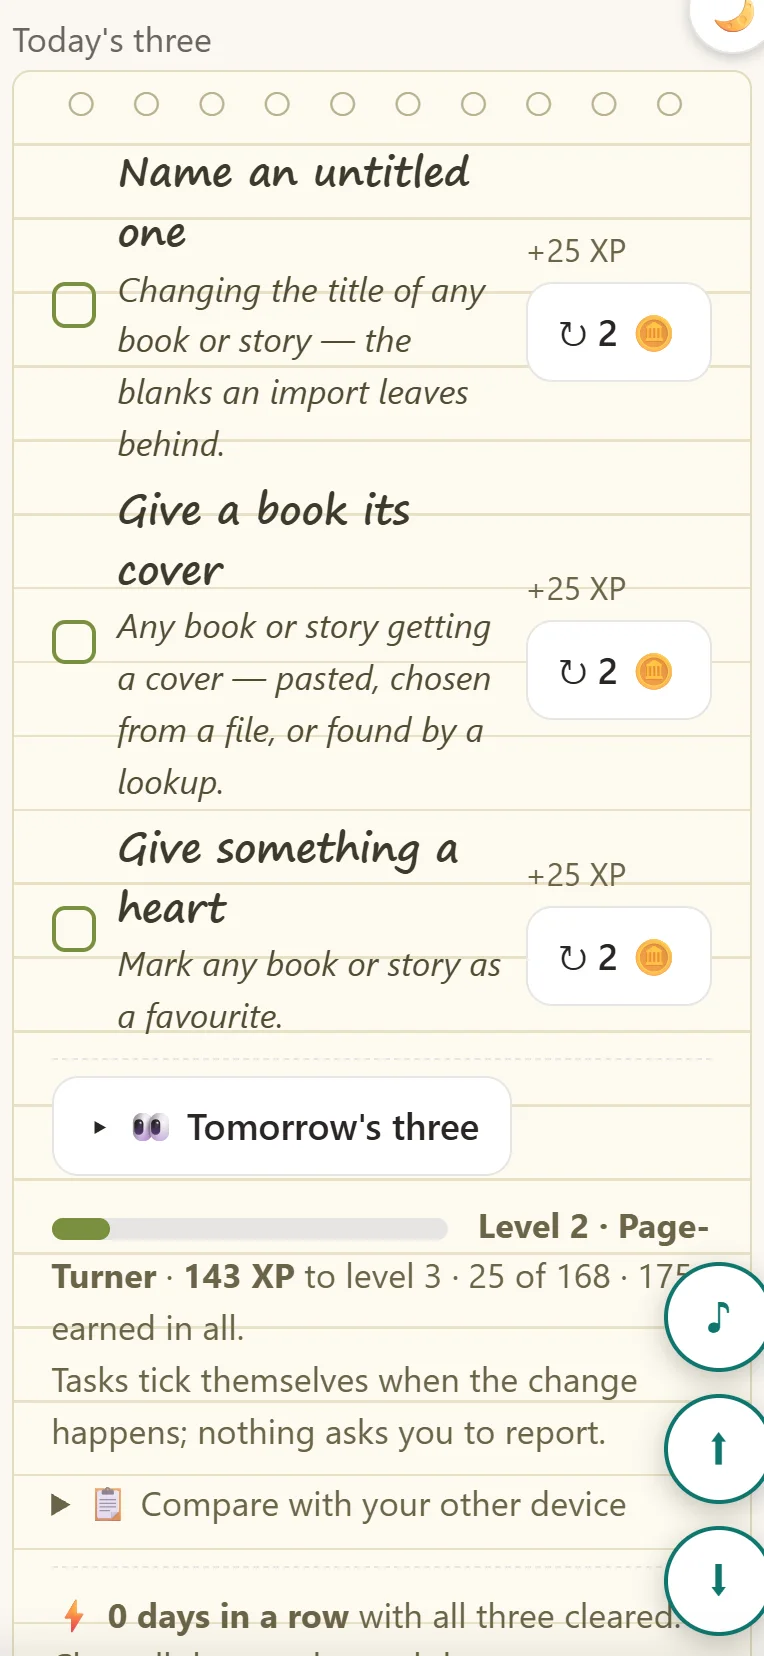 Today's three
Name an untitled
one
+25 XP
Changing the title of any
book or story — the
blanks an import leaves
behind.
↻ 2
Give a book its
cover
+25 XP
Any book or story getting
a cover — pasted, chosen
from a file, or found by a
lookup.
↻ 2
Give something a
heart
+25 XP
Mark any book or story as
a favourite.
↻ 2
Tomorrow's three
Level 2 · Page-
Turner · 143 XP to level 3 · 25 of 168 · 175
earned in all.
Tasks tick themselves when the change
happens; nothing asks you to report.
Compare with your other device
0 days in a row with all three cleared.